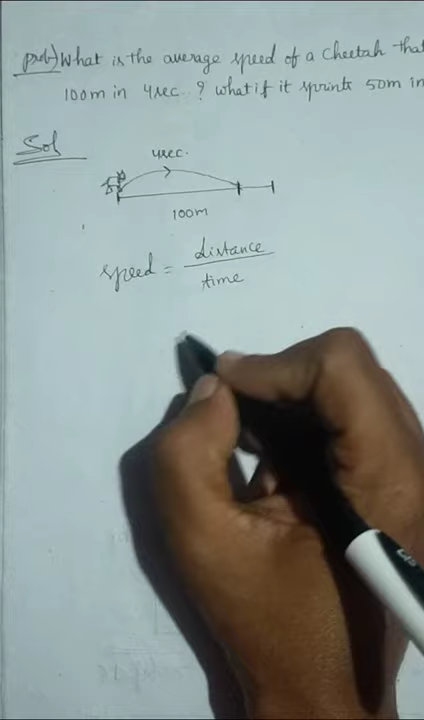 prob) What is the average speed of a Cheetah that
100m in 4sec..? what if it sprints 50m in
Sol
4sec.
100m
speed = distance
time